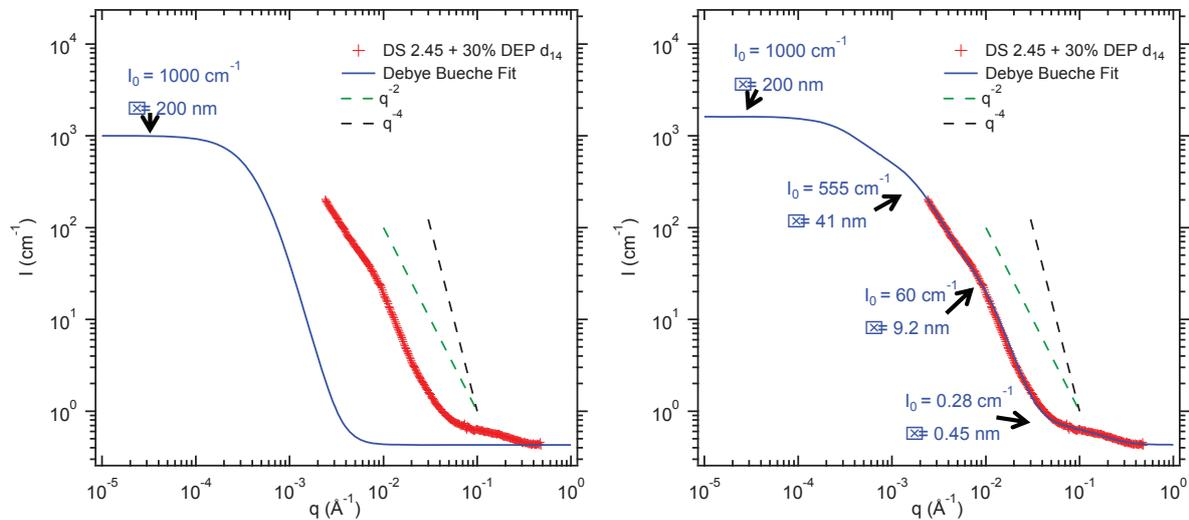 10⁴
10³
10²
10¹
10⁰
I (cm⁻¹)
10⁻⁵ 10⁻⁴ 10⁻³ 10⁻² 10⁻¹ 10⁰
q (Å⁻¹)
DS 2.45 + 30% DEP d₁₄
Debye Bueche Fit
q⁻²
q⁻⁴
I₀ = 1000 cm⁻¹
= 200 nm
10⁴
10³
10²
10¹
10⁰
I (cm⁻¹)
10⁻⁵ 10⁻⁴ 10⁻³ 10⁻² 10⁻¹ 10⁰
q (Å⁻¹)
DS 2.45 + 30% DEP d₁₄
Debye Bueche Fit
q⁻²
q⁻⁴
I₀ = 1000 cm⁻¹
= 200 nm
I₀ = 555 cm⁻¹
= 41 nm
I₀ = 60 cm⁻¹
= 9.2 nm
I₀ = 0.28 cm⁻¹
= 0.45 nm